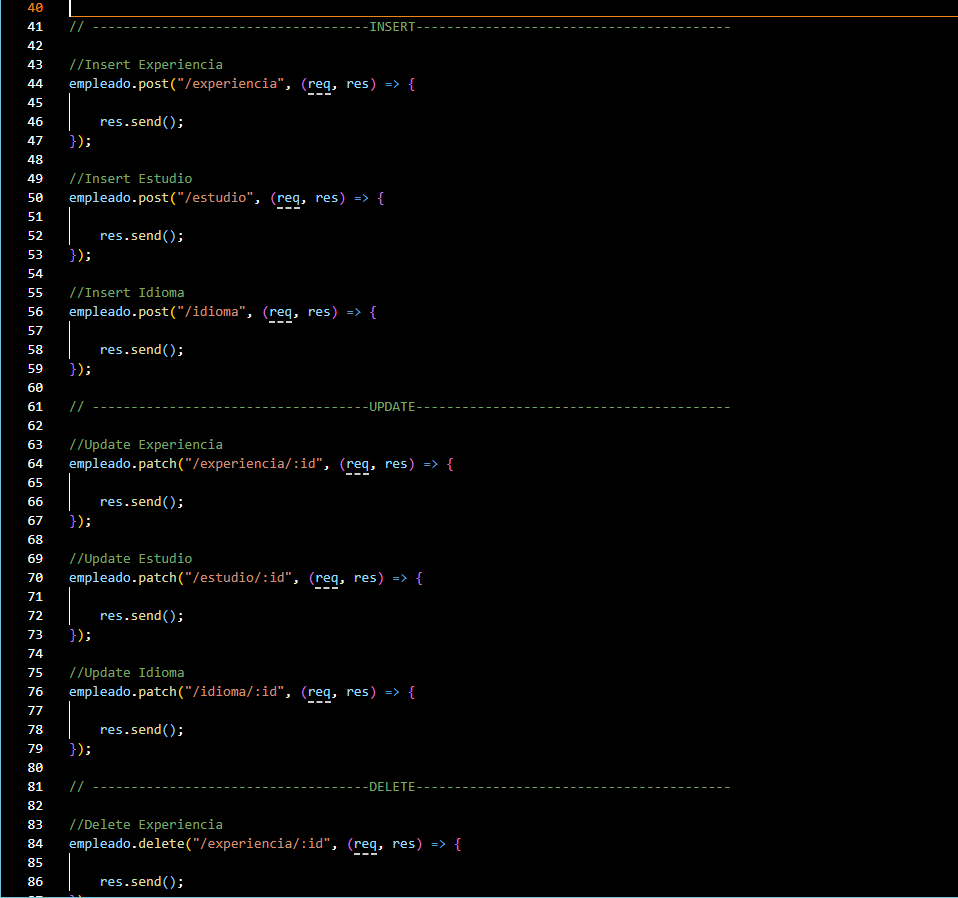 40
41 // ------------------------------------INSERT-----------------------------------------
42
43 //Insert Experiencia
44 empleado.post("/experiencia", (req, res) => {
45
46     res.send();
47 });
48
49 //Insert Estudio
50 empleado.post("/estudio", (req, res) => {
51
52     res.send();
53 });
54
55 //Insert Idioma
56 empleado.post("/idioma", (req, res) => {
57
58     res.send();
59 });
60
61 // ------------------------------------UPDATE-----------------------------------------
62
63 //Update Experiencia
64 empleado.patch("/experiencia/:id", (req, res) => {
65
66     res.send();
67 });
68
69 //Update Estudio
70 empleado.patch("/estudio/:id", (req, res) => {
71
72     res.send();
73 });
74
75 //Update Idioma
76 empleado.patch("/idioma/:id", (req, res) => {
77
78     res.send();
79 });
80
81 // ------------------------------------DELETE-----------------------------------------
82
83 //Delete Experiencia
84 empleado.delete("/experiencia/:id", (req, res) => {
85
86     res.send();